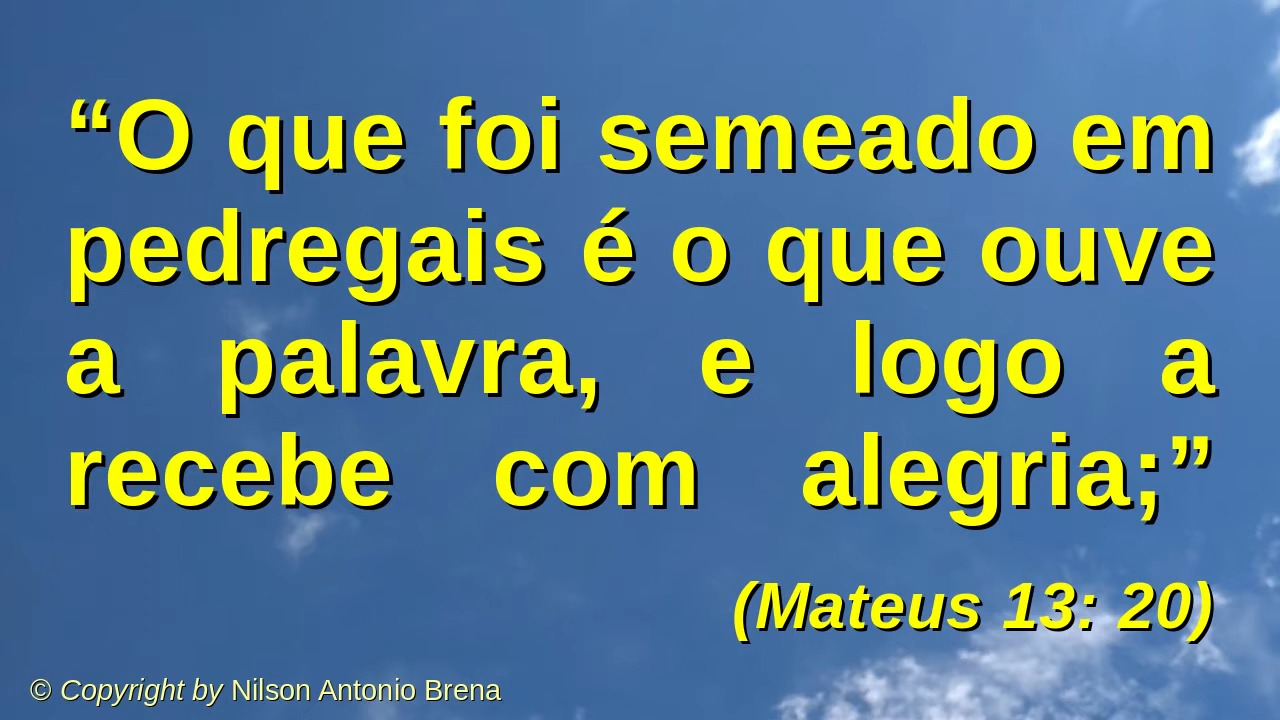 “O que foi semeado em
pedregais é o que ouve
a palavra, e logo a
recebe com alegria;”
(Mateus 13: 20)
© Copyright by Nilson Antonio Brena